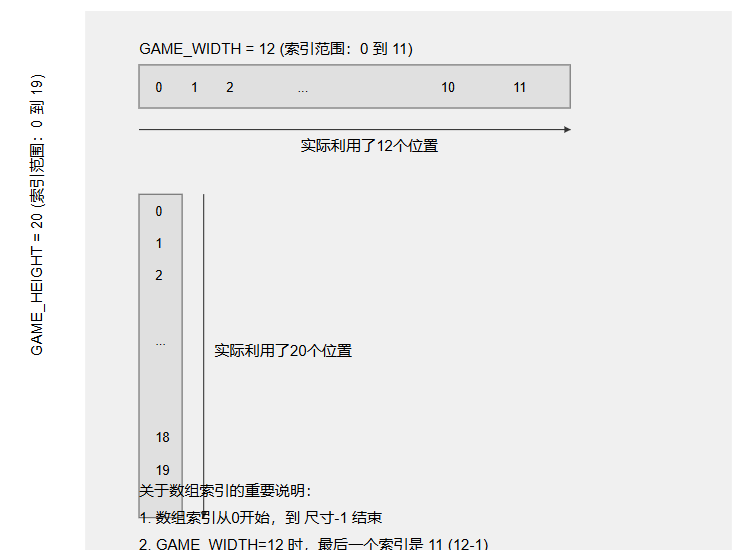 GAME_WIDTH = 12 (索引范围：0 到 11)
0 1 2 ... 10 11
实际利用了12个位置
GAME_HEIGHT = 20 (索引范围：0 到 19)
0
1
2
...
实际利用了20个位置
18
19
关于数组索引的重要说明：
1. 数组索引从0开始，到 尺寸-1 结束
2. GAME_WIDTH=12 时，最后一个索引是 11 (12-1)